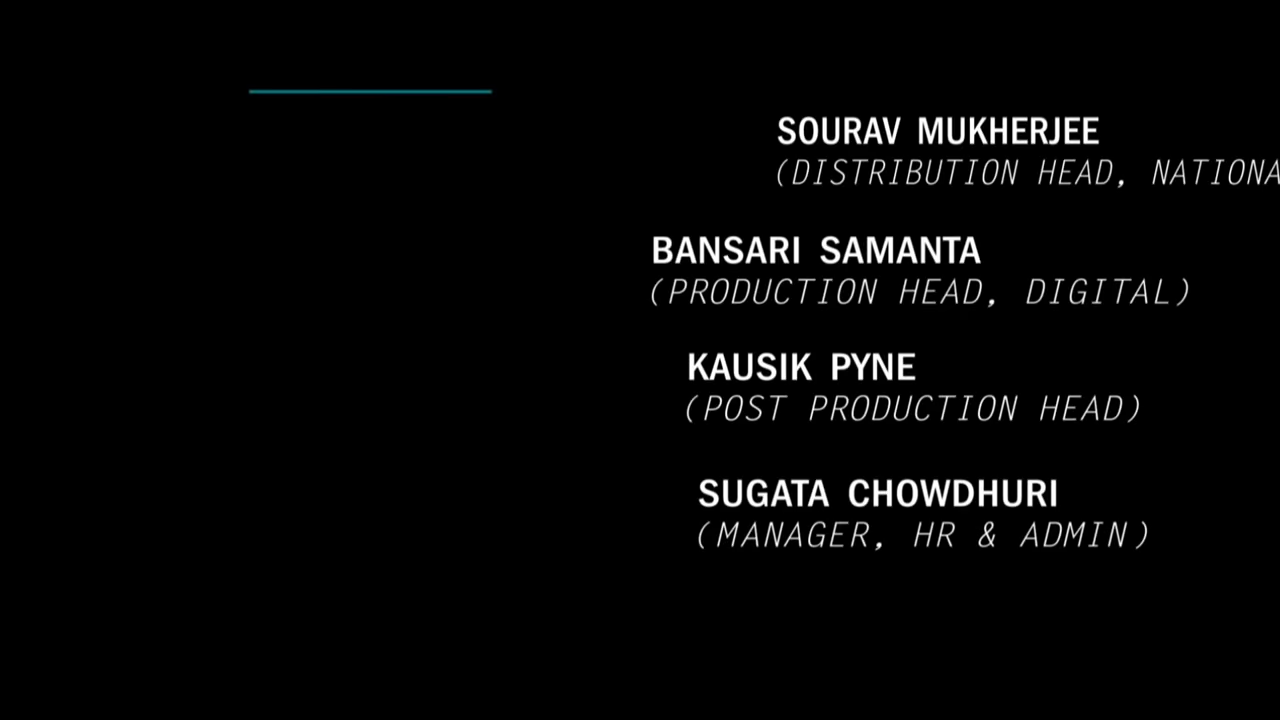 SOURAV MUKHERJEE
(DISTRIBUTION HEAD, NATIONA
BANSARI SAMANTA
(PRODUCTION HEAD, DIGITAL)
KAUSIK PYNE
(POST PRODUCTION HEAD)
SUGATA CHOWDHURI
(MANAGER, HR & ADMIN)